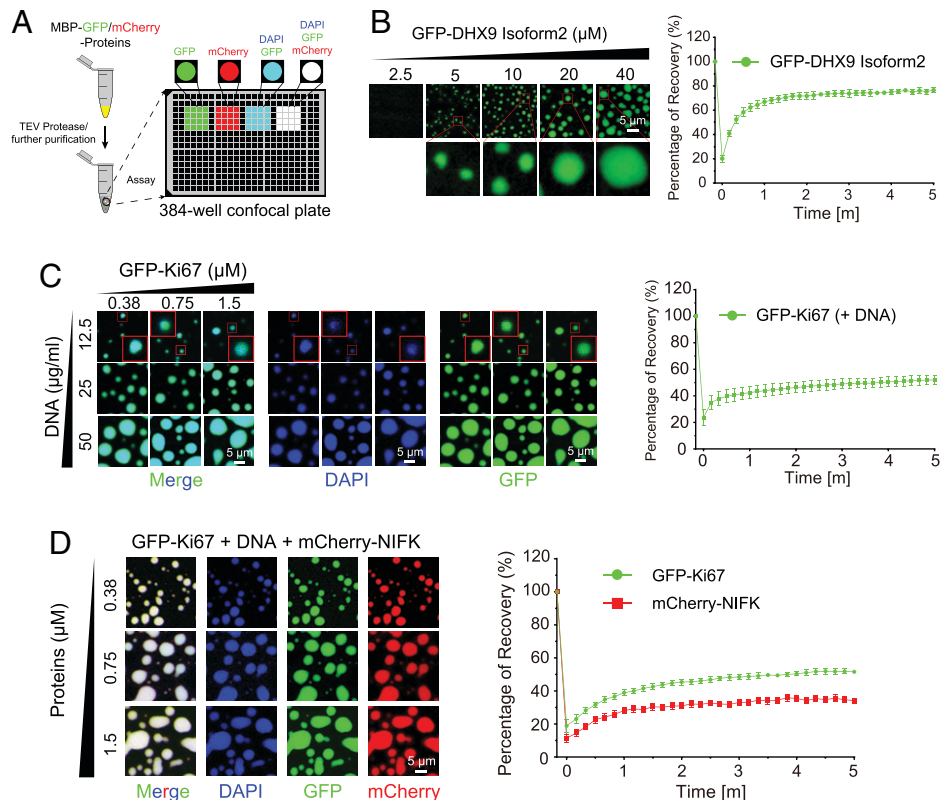 A
MBP-GFP/mCherry
-Proteins
TEV Protease/
further purification
Assay
GFP
mCherry
DAPI
GFP
DAPI
GFP
mCherry
384-well confocal plate
B
GFP-DHX9 Isoform2 (µM)
2.5 5 10 20 40
5 µm
Percentage of Recovery (%)
120
100
80
60
40
20
0
GFP-DHX9 Isoform2
0 1 2 3 4 5
Time [m]
C
GFP-Ki67 (µM)
0.38 0.75 1.5
DNA (µg/ml)
12.5
25
50
5 µm
5 µm
5 µm
Merge
DAPI
GFP
Percentage of Recovery (%)
120
100
80
60
40
20
0
GFP-Ki67 (+ DNA)
0 1 2 3 4 5
Time [m]
D
GFP-Ki67 + DNA + mCherry-NIFK
Proteins (µM)
0.38
0.75
1.5
5 µm
Merge DAPI GFP mCherry
Percentage of Recovery (%)
120
100
80
60
40
20
0
GFP-Ki67
mCherry-NIFK
0 1 2 3 4 5
Time [m]